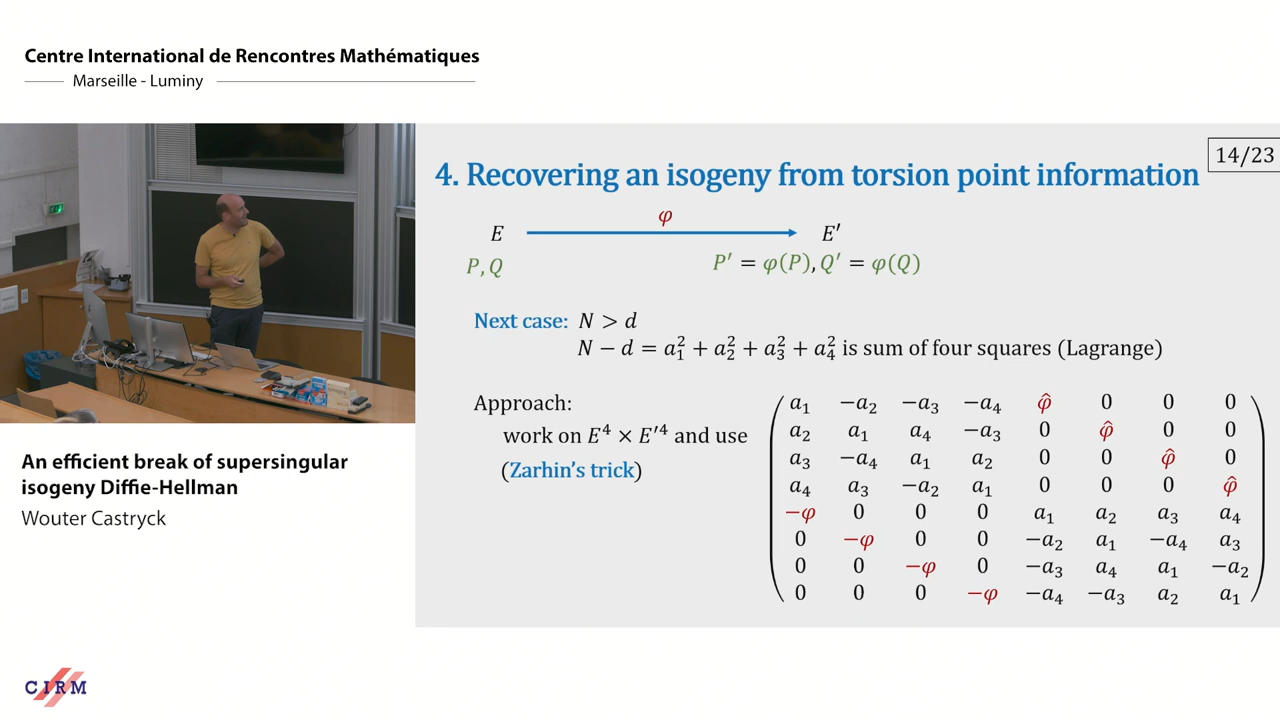 Centre International de Rencontres Mathématiques
Marseille - Luminy
14/23
4. Recovering an isogeny from torsion point information
φ
E E′
P, Q P′ = φ(P), Q′ = φ(Q)
Next case: N > d
N − d = a₁² + a₂² + a₃² + a₄² is sum of four squares (Lagrange)
Approach:
work on E⁴ × E′⁴ and use
(Zarhin's trick)
a₁ −a₂ −a₃ −a₄ φ̂ 0 0 0
a₂ a₁ a₄ −a₃ 0 φ̂ 0 0
a₃ −a₄ a₁ a₂ 0 0 φ̂ 0
a₄ a₃ −a₂ a₁ 0 0 0 φ̂
−φ 0 0 0 a₁ a₂ a₃ a₄
0 −φ 0 0 −a₂ a₁ −a₄ a₃
0 0 −φ 0 −a₃ a₄ a₁ −a₂
0 0 0 −φ −a₄ −a₃ a₂ a₁
An efficient break of supersingular
isogeny Diffie-Hellman
Wouter Castryck
CIRM